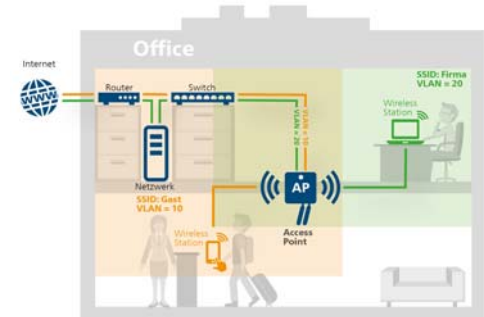 Office
Internet
WWW
Router
Switch
SSID: Firma
VLAN = 20
Wireless
Station
VLAN = 20
VLAN = 10
Netzwerk
SSID: Gast
VLAN = 10
AP
Wireless
Station
Access
Point